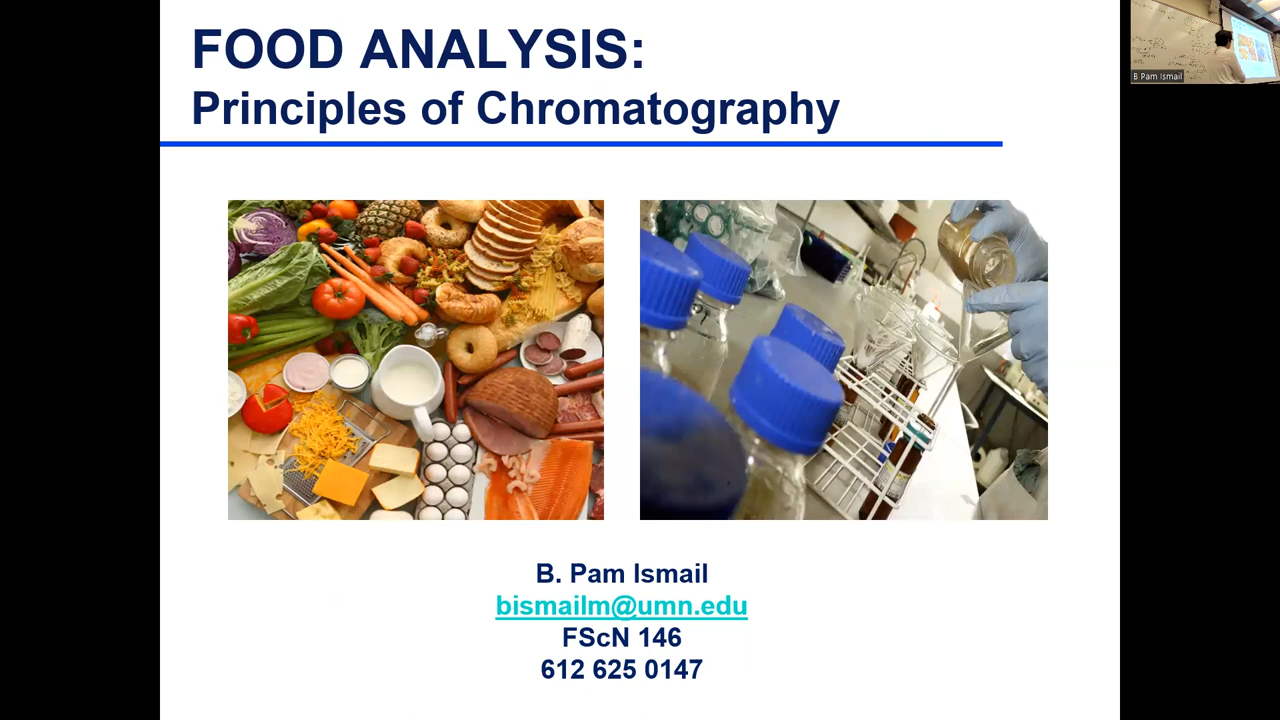 FOOD ANALYSIS:
Principles of Chromatography
B. Pam Ismail
bismailm@umn.edu
FScN 146
612 625 0147
B Pam Ismail